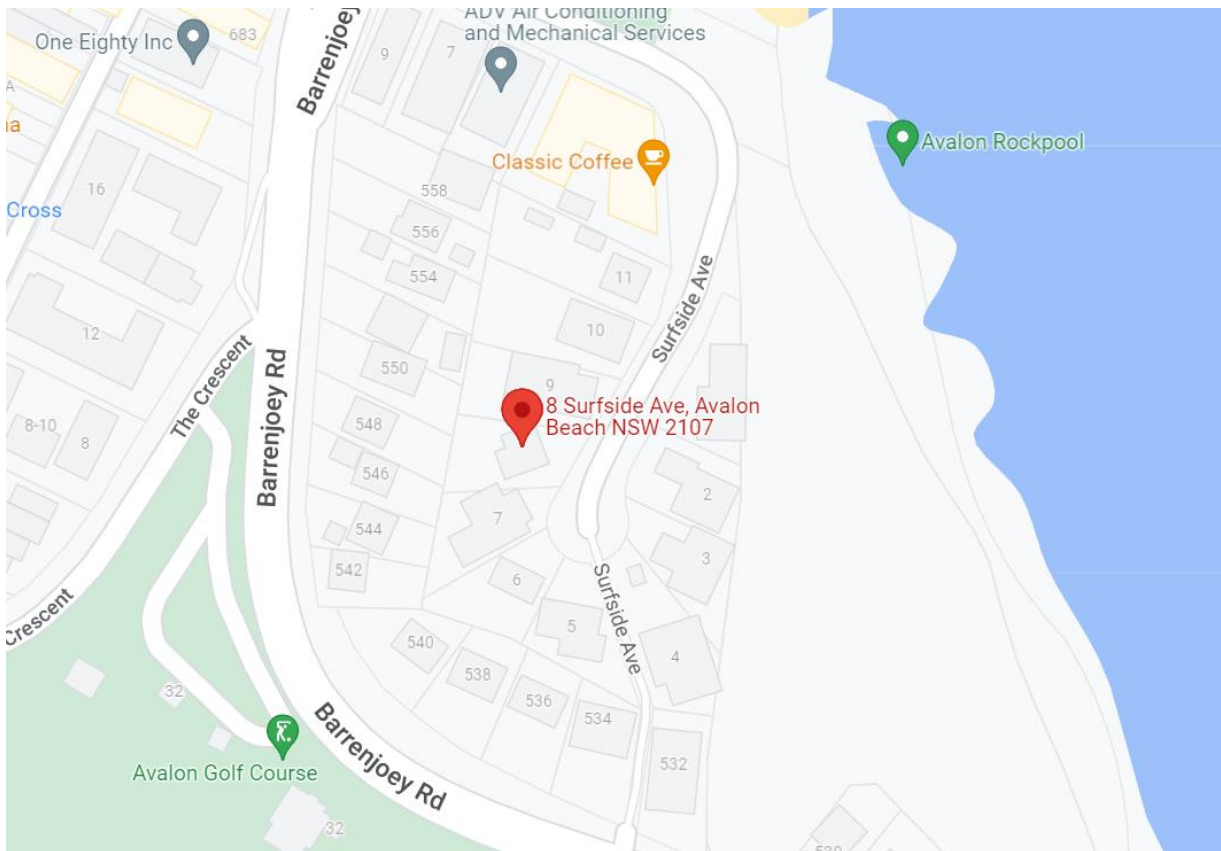 ADV Air Conditioning
and Mechanical Services
One Eighty Inc
683
Barrenjoey
9
7
A
Avalon Rockpool
Classic Coffee
16
558
Cross
556
554
11
Surfside Ave
12
10
The Crescent
Barrenjoey Rd
550
9
8 Surfside Ave, Avalon
Beach NSW 2107
8-10
8
548
546
2
544
7
542
3
6
Surfside Ave
Crescent
5
540
4
538
32
536
534
Barrenjoey Rd
532
Avalon Golf Course
32